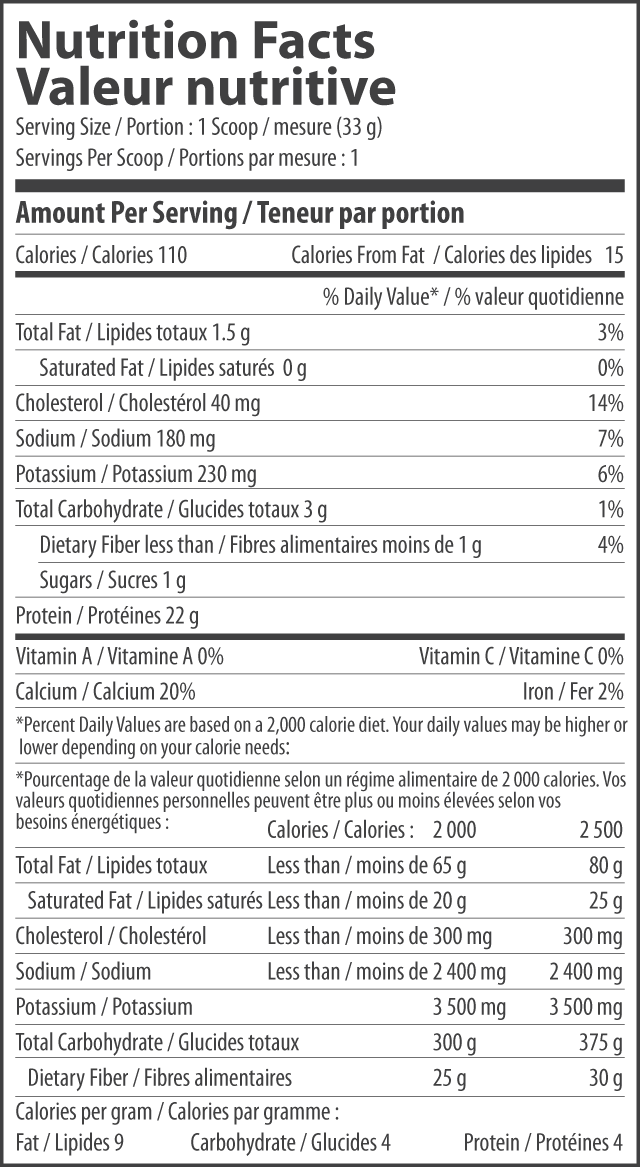 Nutrition Facts
Valeur nutritive
Serving Size / Portion : 1 Scoop / mesure (33 g)
Servings Per Scoop / Portions par mesure : 1
Amount Per Serving / Teneur par portion
Calories / Calories 110 Calories From Fat / Calories des lipides 15
% Daily Value* / % valeur quotidienne
Total Fat / Lipides totaux 1.5 g 3%
Saturated Fat / Lipides saturés 0 g 0%
Cholesterol / Cholestérol 40 mg 14%
Sodium / Sodium 180 mg 7%
Potassium / Potassium 230 mg 6%
Total Carbohydrate / Glucides totaux 3 g 1%
Dietary Fiber less than / Fibres alimentaires moins de 1 g 4%
Sugars / Sucres 1 g
Protein / Protéines 22 g
Vitamin A / Vitamine A 0% Vitamin C / Vitamine C 0%
Calcium / Calcium 20% Iron / Fer 2%
*Percent Daily Values are based on a 2,000 calorie diet. Your daily values may be higher or
lower depending on your calorie needs:
*Pourcentage de la valeur quotidienne selon un régime alimentaire de 2 000 calories. Vos
valeurs quotidiennes personnelles peuvent être plus ou moins élevées selon vos
besoins énergétiques :
Calories / Calories : 2 000 2 500
Total Fat / Lipides totaux Less than / moins de 65 g 80 g
Saturated Fat / Lipides saturés Less than / moins de 20 g 25 g
Cholesterol / Cholestérol Less than / moins de 300 mg 300 mg
Sodium / Sodium Less than / moins de 2 400 mg 2 400 mg
Potassium / Potassium 3 500 mg 3 500 mg
Total Carbohydrate / Glucides totaux 300 g 375 g
Dietary Fiber / Fibres alimentaires 25 g 30 g
Calories per gram / Calories par gramme :
Fat / Lipides 9 Carbohydrate / Glucides 4 Protein / Protéines 4